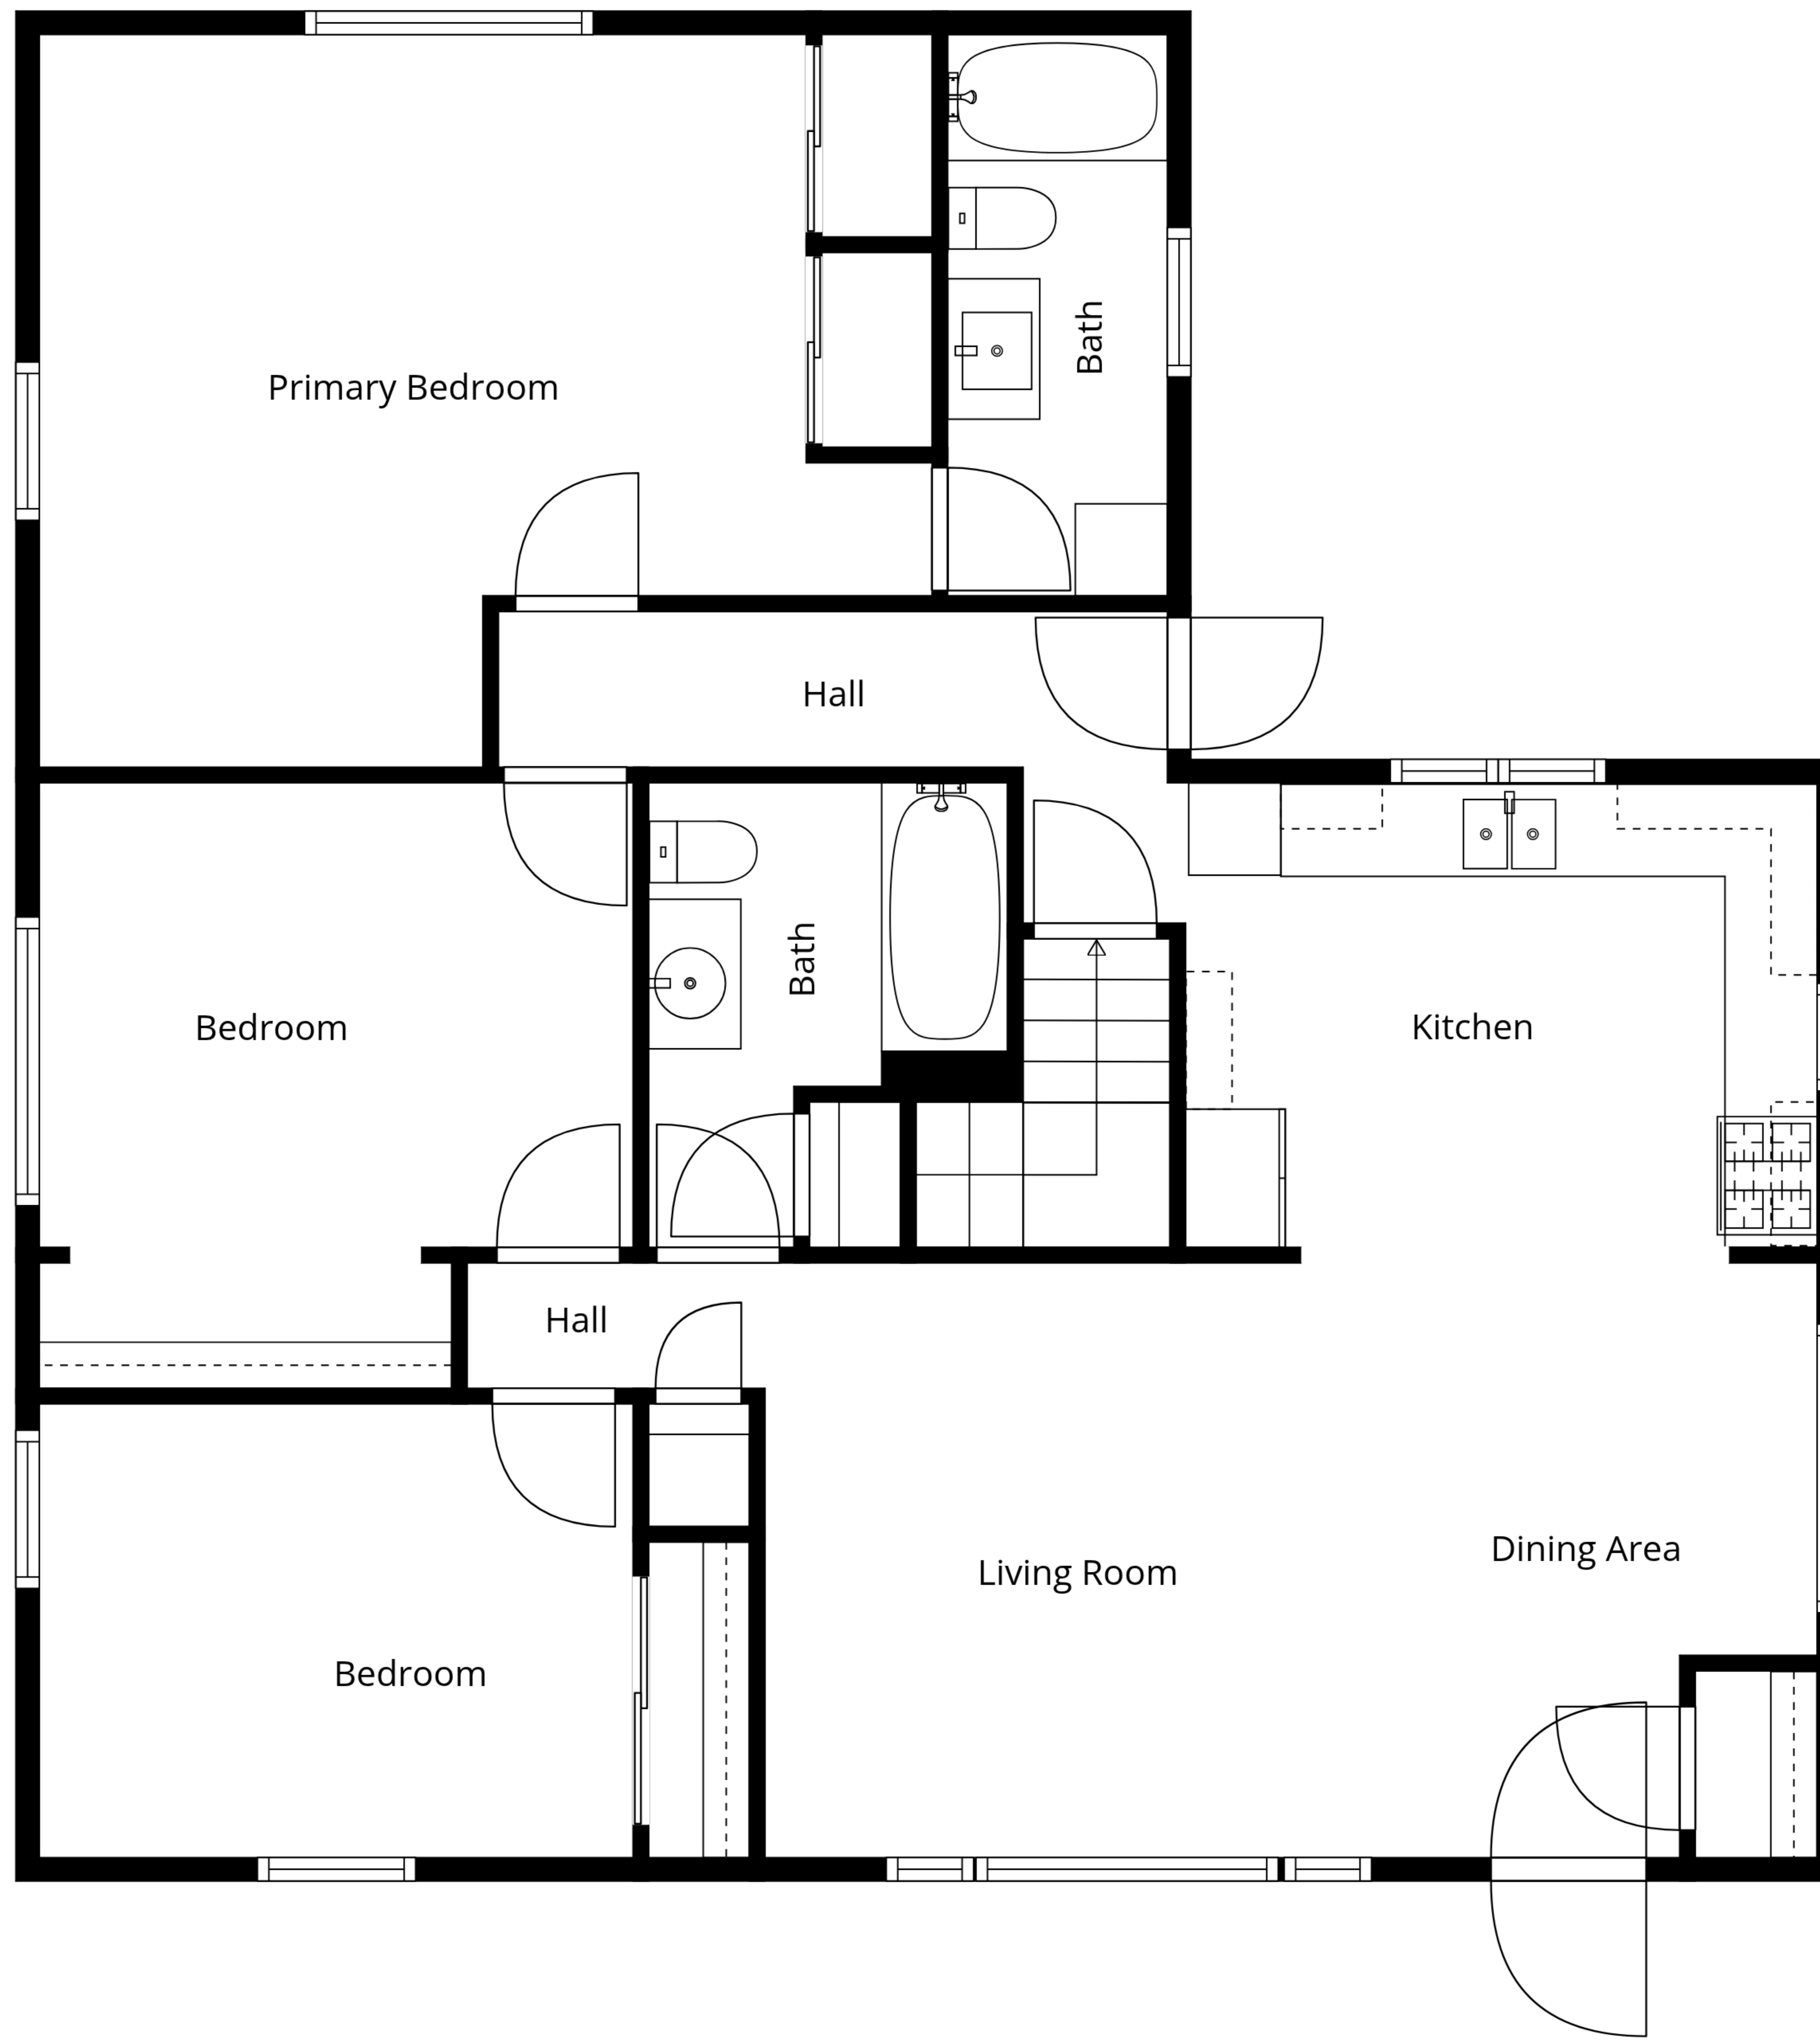 Bath
Primary Bedroom
Hall
Bath
Bedroom
Kitchen
Hall
Dining Area
Living Room
Bedroom